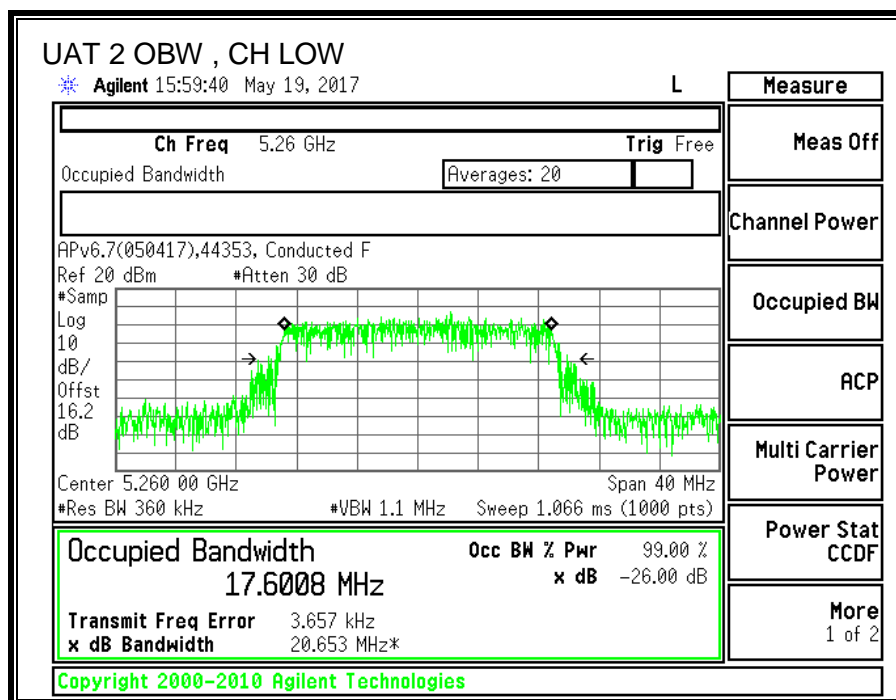 UAT 2 OBW , CH LOW
Agilent 15:59:40 May 19, 2017 L
Measure
Ch Freq 5.26 GHz Trig Free
Meas Off
Occupied Bandwidth Averages: 20
Channel Power
APv6.7(050417),44353, Conducted F
Ref 20 dBm #Atten 30 dB
#Samp
Log
10
dB/
Offst
16.2
dB
Occupied BW
ACP
Multi Carrier
Power
Center 5.260 00 GHz Span 40 MHz
#Res BW 360 kHz #VBW 1.1 MHz Sweep 1.066 ms (1000 pts)
Power Stat
CCDF
Occupied Bandwidth Occ BW % Pwr 99.00 %
17.6008 MHz x dB -26.00 dB
Transmit Freq Error 3.657 kHz
x dB Bandwidth 20.653 MHz*
More
1 of 2
Copyright 2000-2010 Agilent Technologies